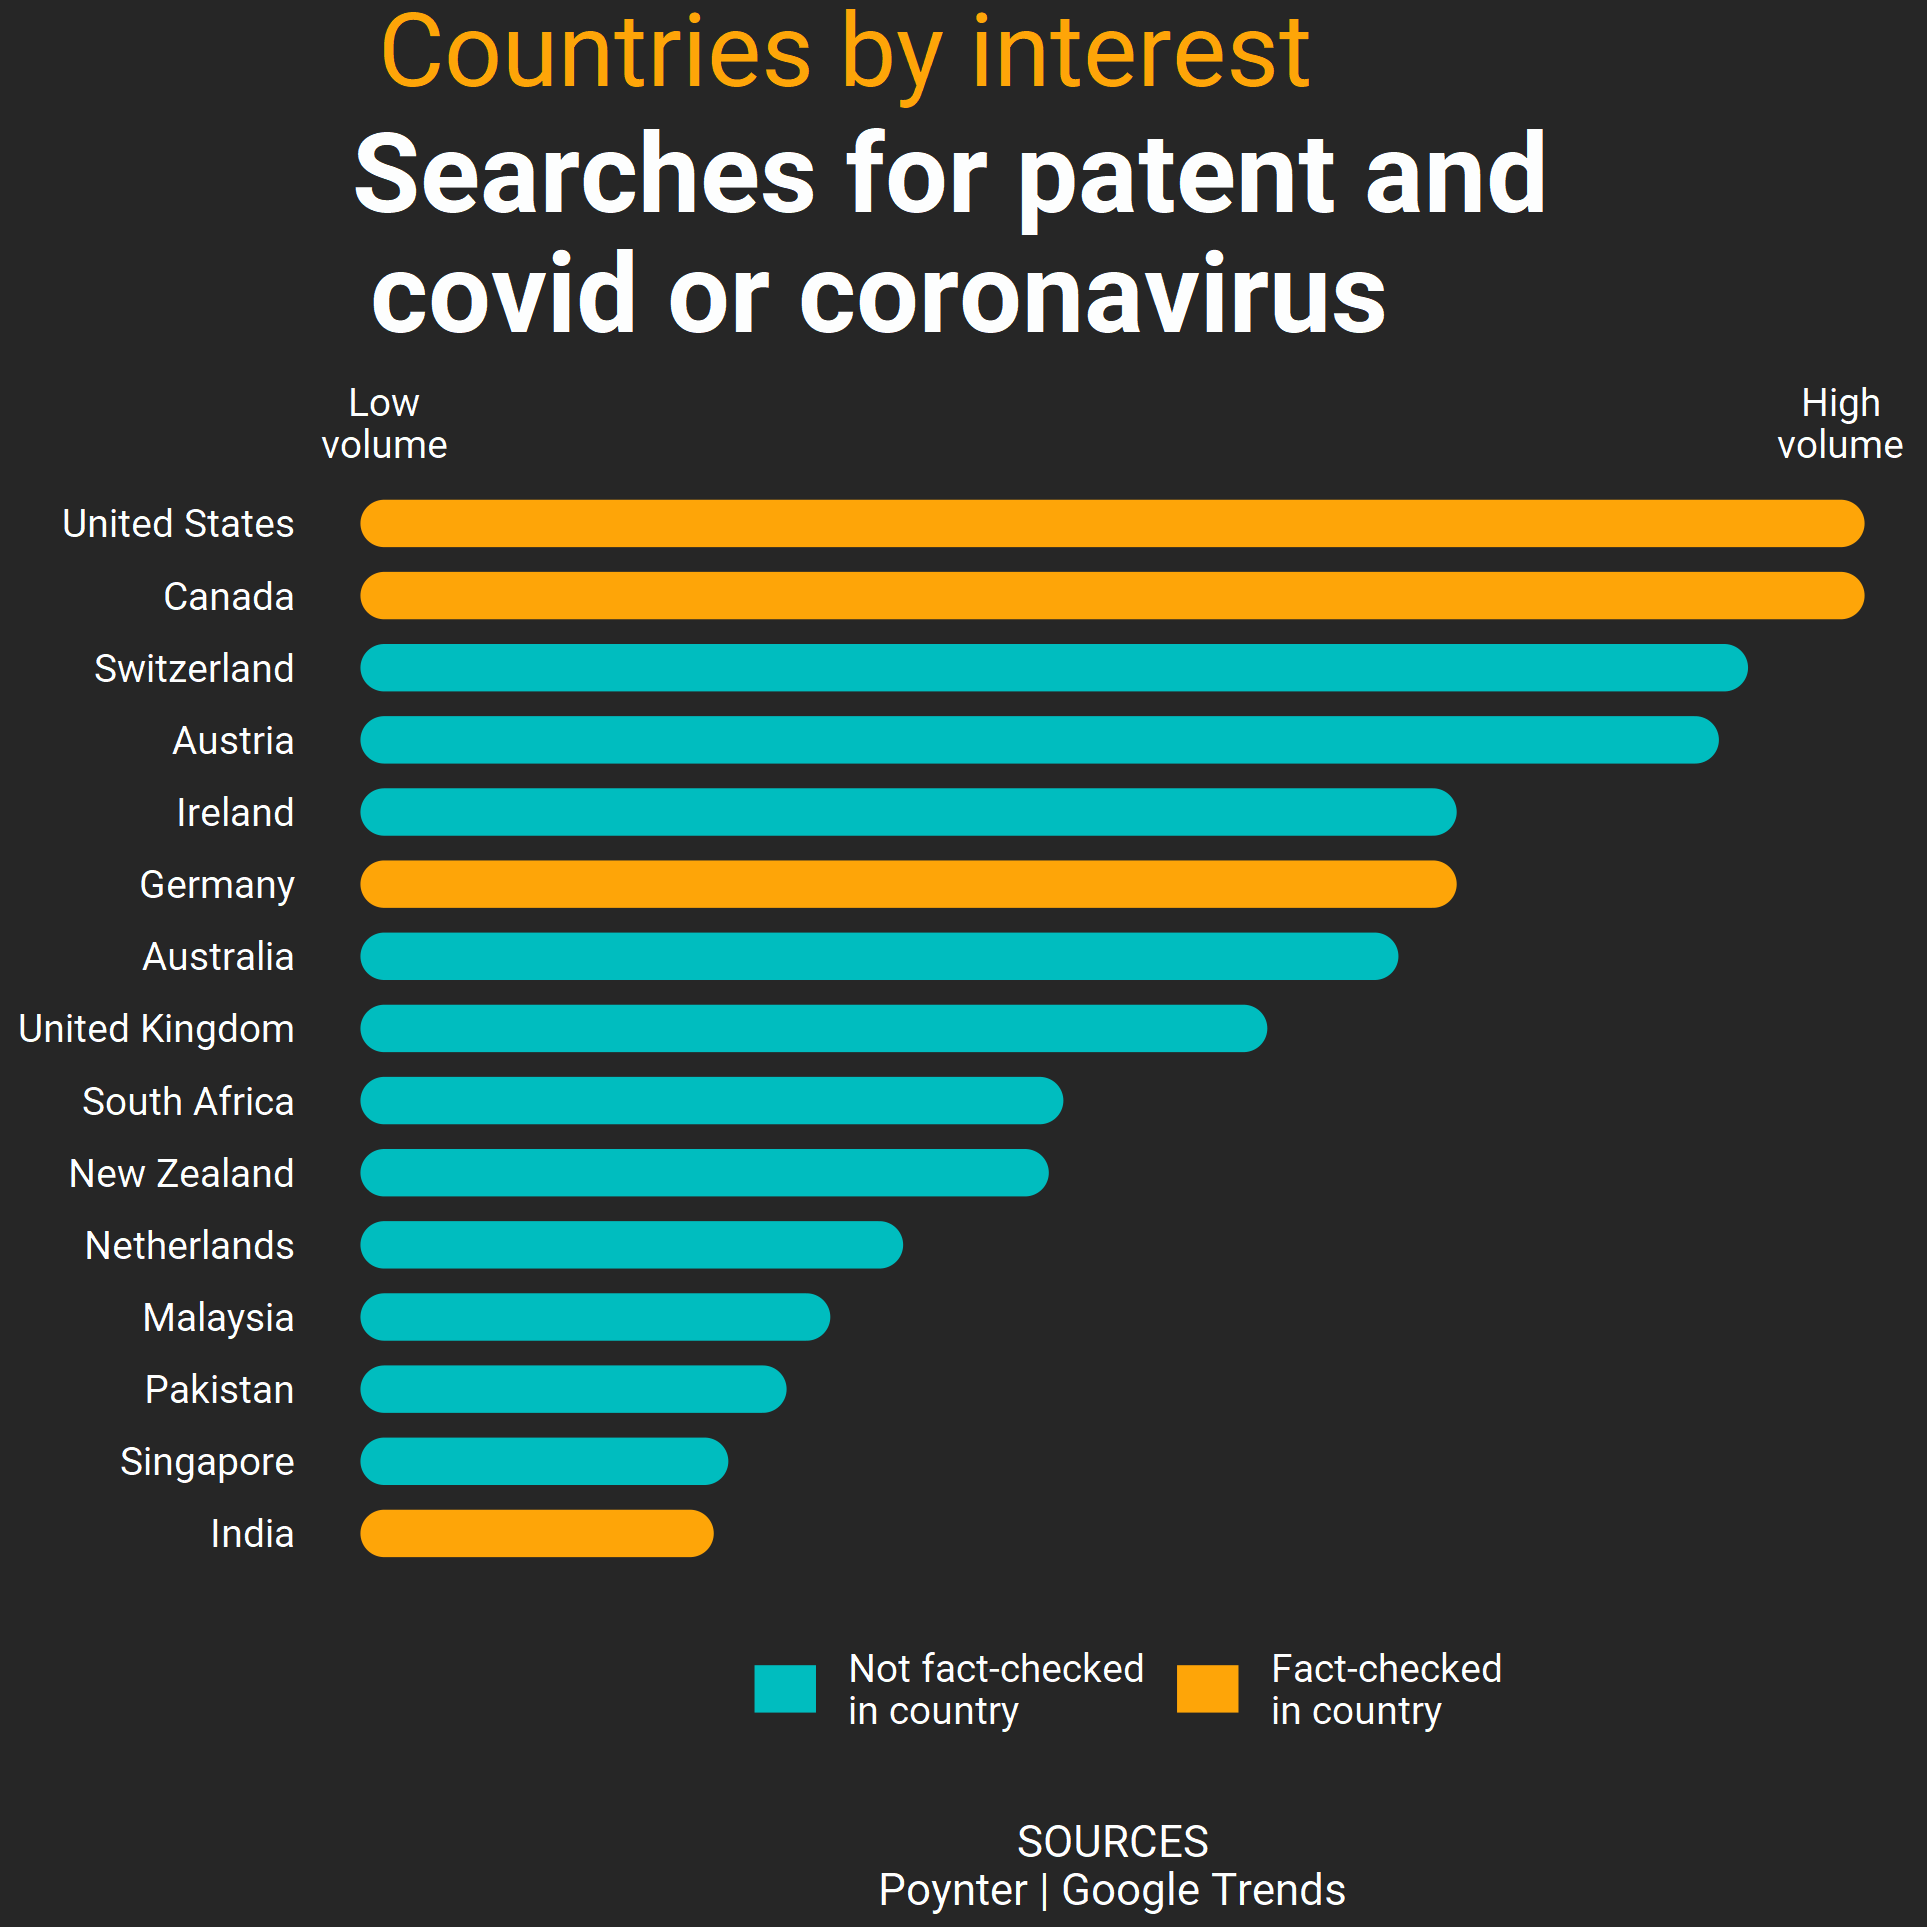 Countries by interest
Searches for patent and
covid or coronavirus
Low
volume
High
volume
United States
Canada
Switzerland
Austria
Ireland
Germany
Australia
United Kingdom
South Africa
New Zealand
Netherlands
Malaysia
Pakistan
Singapore
India
Not fact-checked
in country
Fact-checked
in country
SOURCES
Poynter | Google Trends